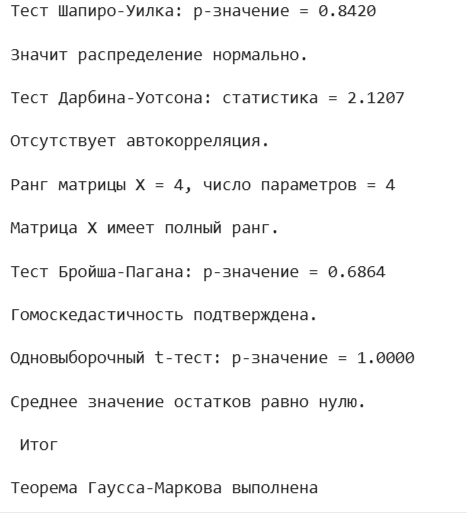 Тест Шапиро-Уилка: p-значение = 0.8420
Значит распределение нормально.
Тест Дарбина-Уотсона: статистика = 2.1207
Отсутствует автокорреляция.
Ранг матрицы X = 4, число параметров = 4
Матрица X имеет полный ранг.
Тест Бройша-Пагана: p-значение = 0.6864
Гомоскедастичность подтверждена.
Одновыборочный t-тест: p-значение = 1.0000
Среднее значение остатков равно нулю.
Итог
Теорема Гаусса-Маркова выполнена